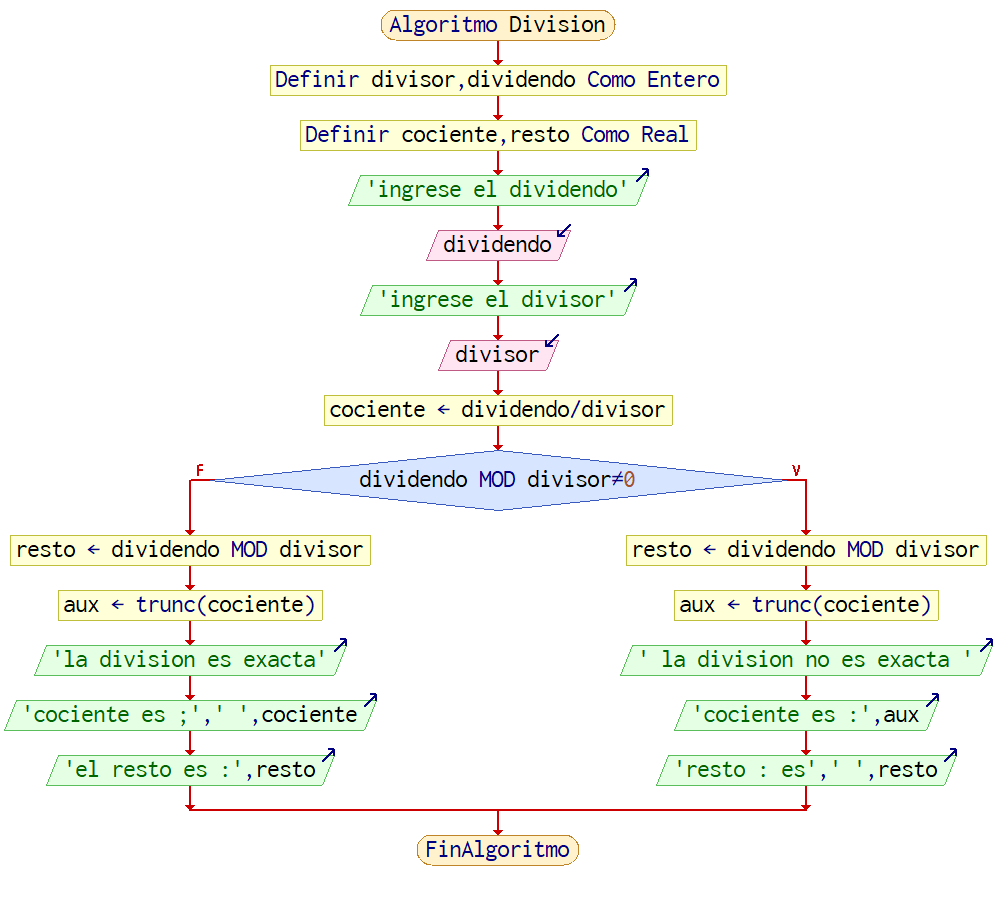 Algoritmo Division
Definir divisor,dividendo Como Entero
Definir cociente,resto Como Real
'ingrese el dividendo'
dividendo
'ingrese el divisor'
divisor
cociente ← dividendo/divisor
dividendo MOD divisor≠0
F
resto ← dividendo MOD divisor
aux ← trunc(cociente)
'la division es exacta'
'cociente es ;',' ',cociente
'el resto es :',resto
V
resto ← dividendo MOD divisor
aux ← trunc(cociente)
' la division no es exacta '
'cociente es :',aux
'resto : es',' ',resto
FinAlgoritmo